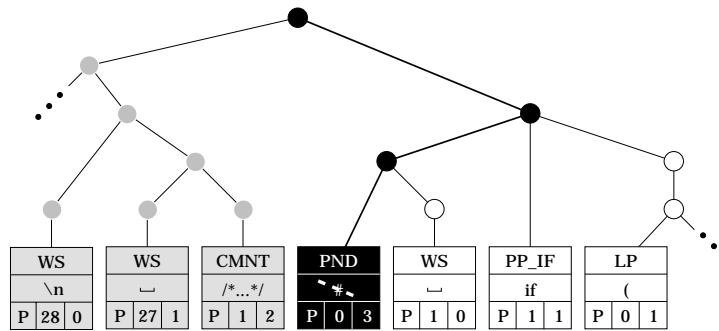 WS WS CMNT PND WS PP_IF LP
\n ␣ /*...*/ # ␣ if (
P 28 0 P 27 1 P 1 2 P 0 3 P 1 0 P 1 1 P 0 1